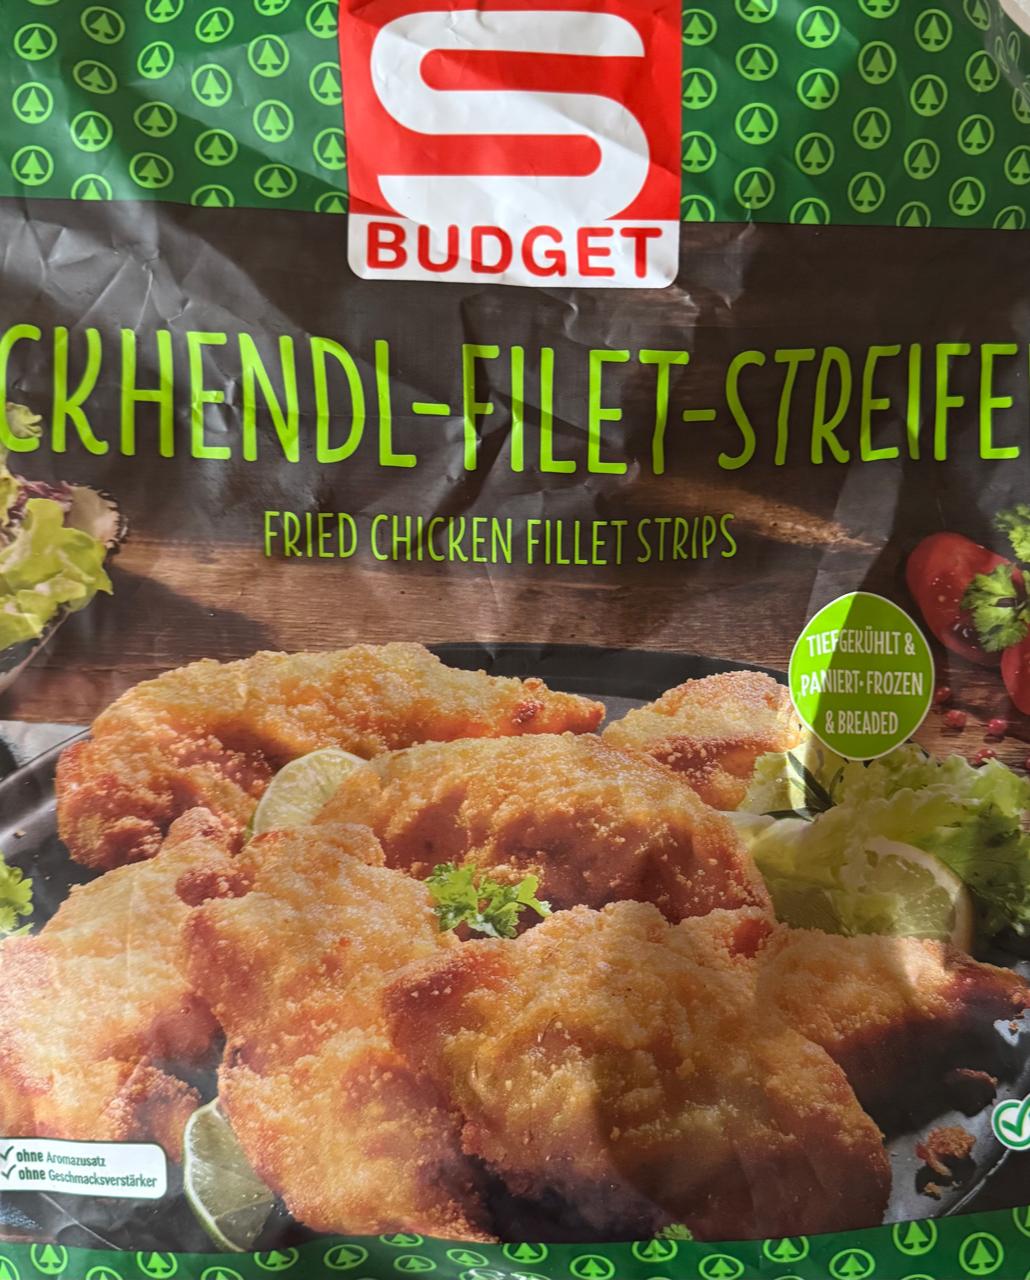 S
BUDGET
CKHENDL-FILET-STREIFE
FRIED CHICKEN FILLET STRIPS
TIEFGEKÜHLT &
PANIERT·FROZEN
& BREADED
✓ ohne Aromazusatz
✓ ohne Geschmacksverstärker